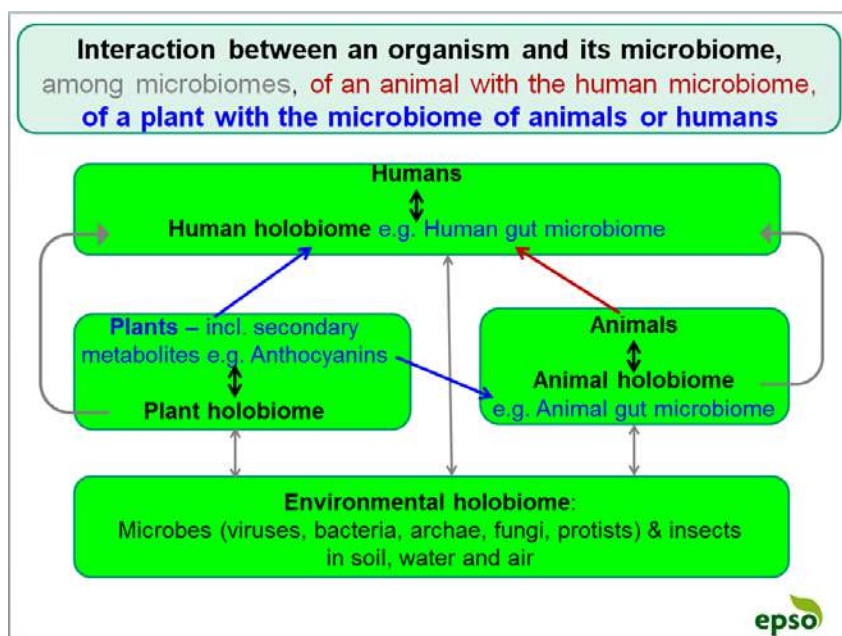 Interaction between an organism and its microbiome,
among microbiomes, of an animal with the human microbiome,
of a plant with the microbiome of animals or humans
Humans
Human holobiome e.g. Human gut microbiome
Plants – incl. secondary
metabolites e.g. Anthocyanins
Plant holobiome
Animals
Animal holobiome
e.g. Animal gut microbiome
Environmental holobiome:
Microbes (viruses, bacteria, archae, fungi, protists) & insects
in soil, water and air
epso